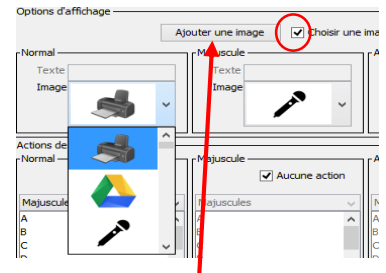 Options d'affichage
Ajouter une image
Choisir une ima
Normal
Majuscule
A
Texte
Texte
Image
Image
Actions de
Normal
Majuscule
A
Aucune action
Majuscule
Majuscules
M
A
A
A
B
B
B
C
C
C